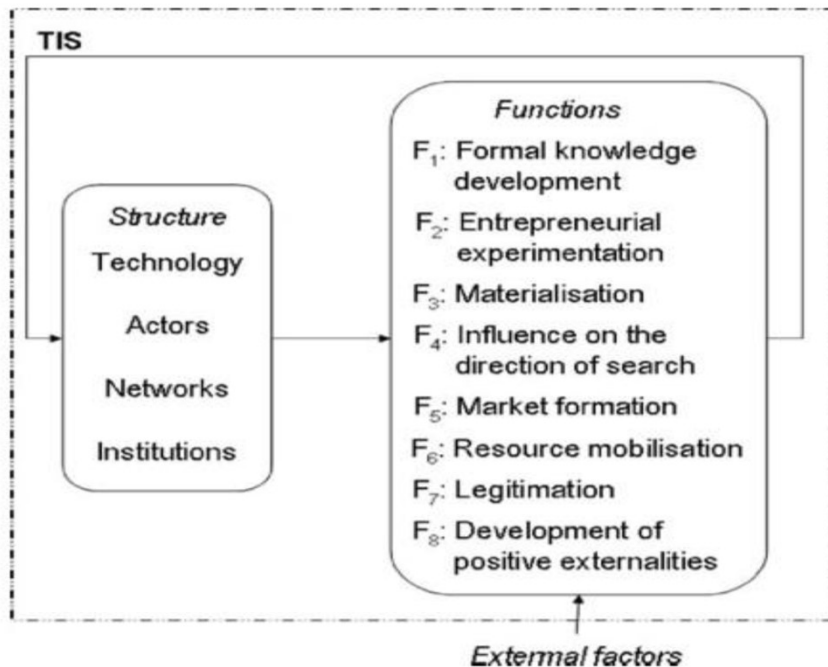 TIS
Structure
Technology
Actors
Networks
Institutions
Functions
F₁: Formal knowledge
development
F₂: Entrepreneurial
experimentation
F₃: Materialisation
F₄: Influence on the
direction of search
F₅: Market formation
F₆: Resource mobilisation
F₇: Legitimation
F₈: Development of
positive externalities
Extermal factors